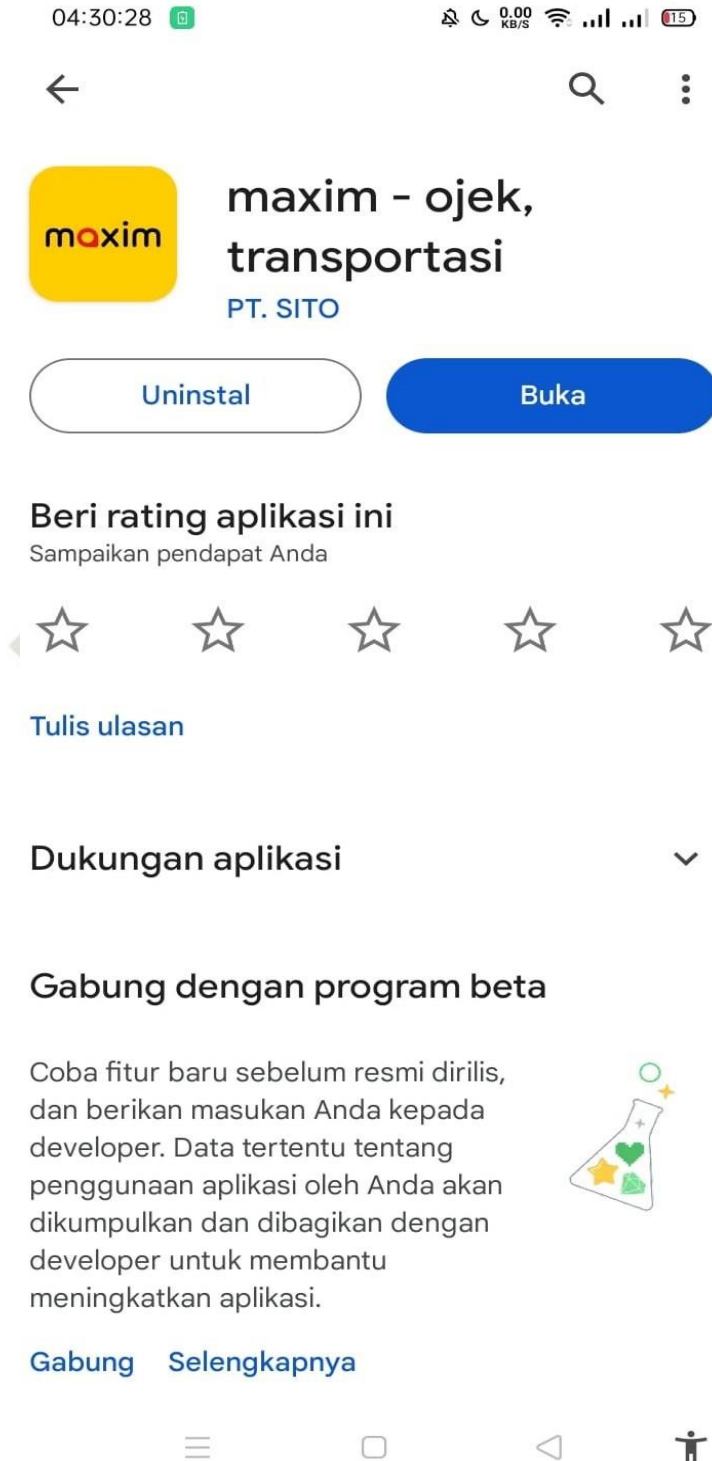 04:30:28
0.00
KB/S
15
maxim
maxim - ojek,
transportasi
PT. SITO
Uninstal
Buka
Beri rating aplikasi ini
Sampaikan pendapat Anda
Tulis ulasan
Dukungan aplikasi
Gabung dengan program beta
Coba fitur baru sebelum resmi dirilis,
dan berikan masukan Anda kepada
developer. Data tertentu tentang
penggunaan aplikasi oleh Anda akan
dikumpulkan dan dibagikan dengan
developer untuk membantu
meningkatkan aplikasi.
Gabung
Selengkapnya